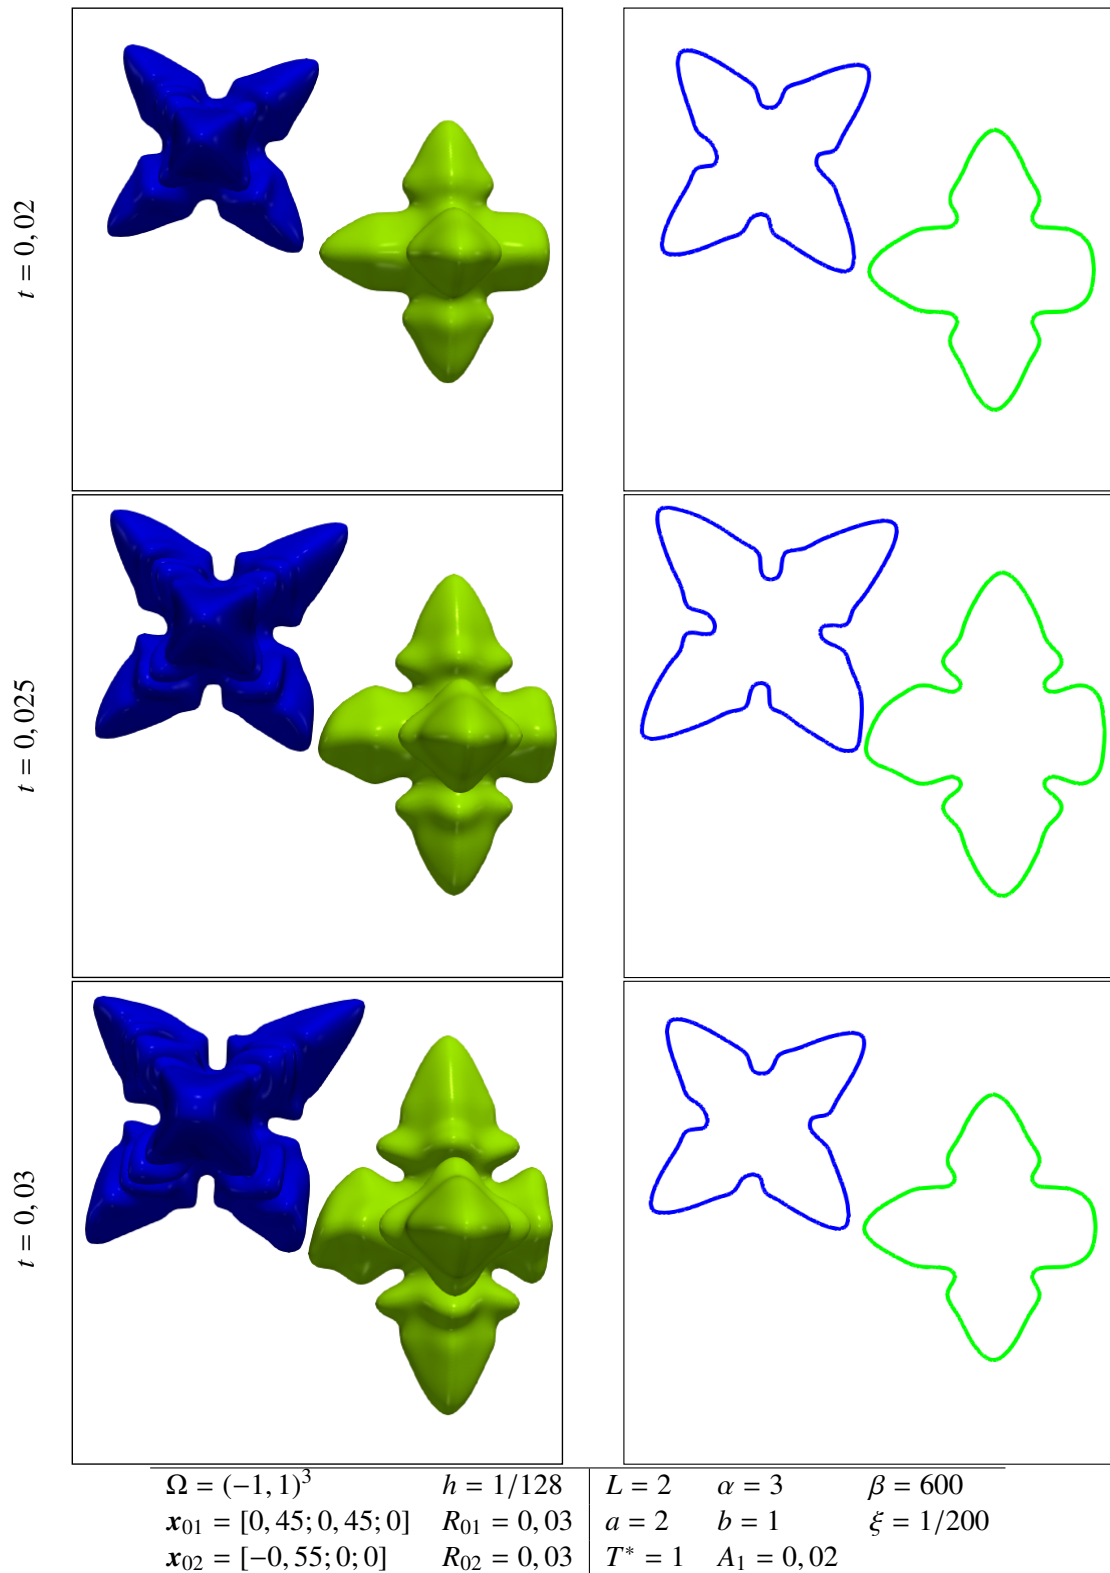 t = 0, 02
t = 0, 025
t = 0, 03
Ω = (−1, 1)³ h = 1/128 L = 2 α = 3 β = 600
x₀₁ = [0, 45; 0, 45; 0] R₀₁ = 0, 03 a = 2 b = 1 ξ = 1/200
x₀₂ = [−0, 55; 0; 0] R₀₂ = 0, 03 T* = 1 A₁ = 0, 02